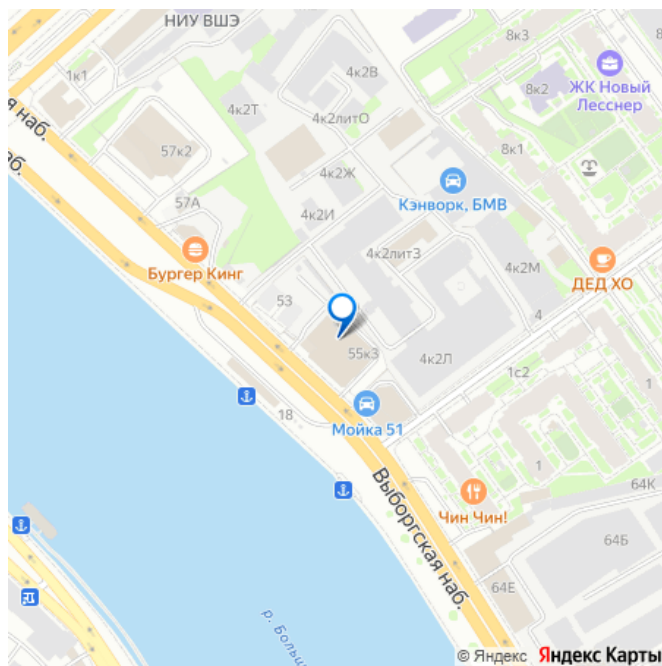 НИУ ВШЭ
8к3
8
1к1
4к2В
8к2
ЖК Новый
Лесснер
я наб.
4к2Т
4к2литО
57к2
8к1
наб.
4к2Ж
57А
Кэнворк, БМВ
4к2И
4к2литЗ
Бургер Кинг
4к2М
ДЕД ХО
53
4
55к3
4к2Л
1с2
18
Мойка 51
1
64К
Выборгская наб.
Чин Чин!
64Б
64Е
р. Больш
© Яндекс Яндекс Карты